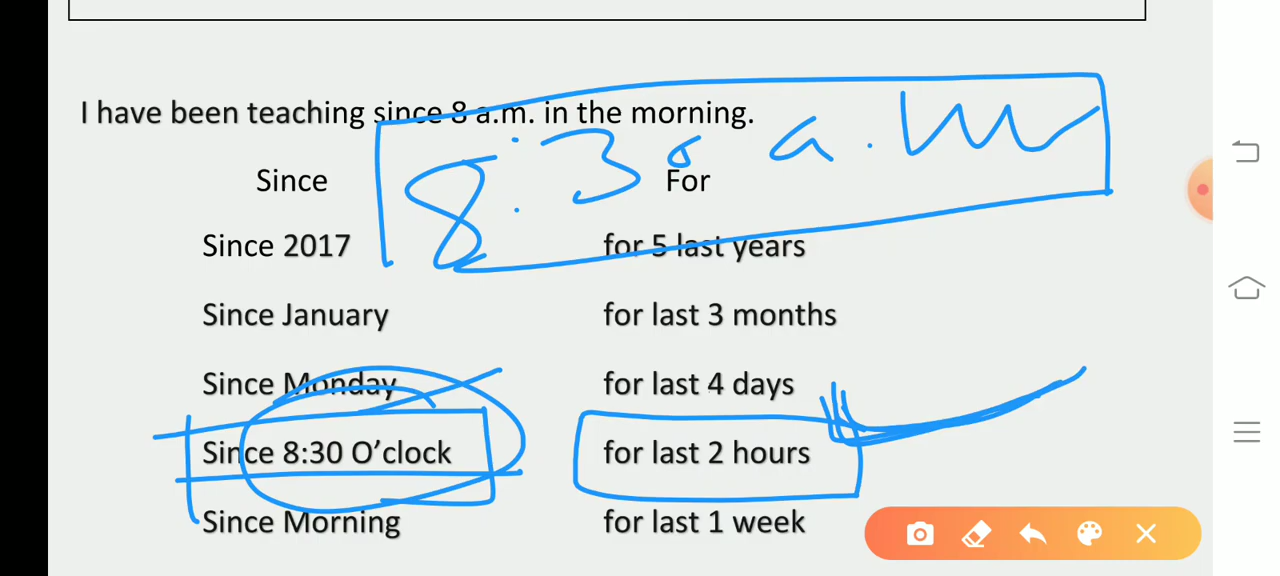 I have been teaching since 8 a.m. in the morning.
8:30 a.m
Since For
Since 2017 for 5 last years
Since January for last 3 months
Since Monday for last 4 days
Since 8:30 O’clock for last 2 hours
Since Morning for last 1 week